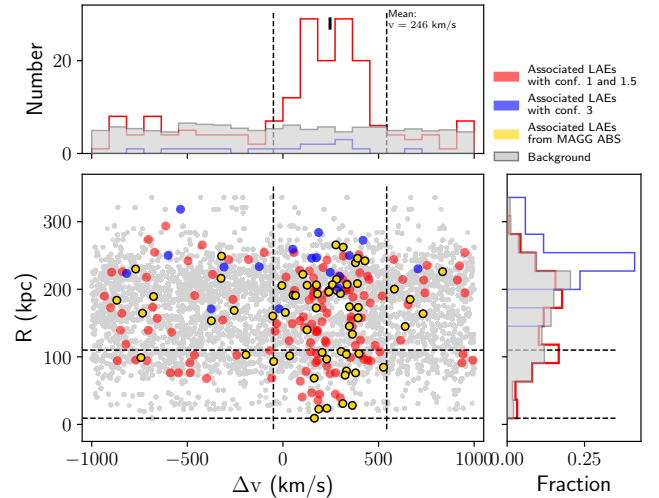 Mean:
v = 246 km/s
20
0
Number
Associated LAEs
with conf. 1 and 1.5
Associated LAEs
with conf. 3
Associated LAEs
from MAGG ABS
Background
300
200
100
0
R (kpc)
−1000
−500
0
500
1000
Δv (km/s)
0.00
0.25
Fraction